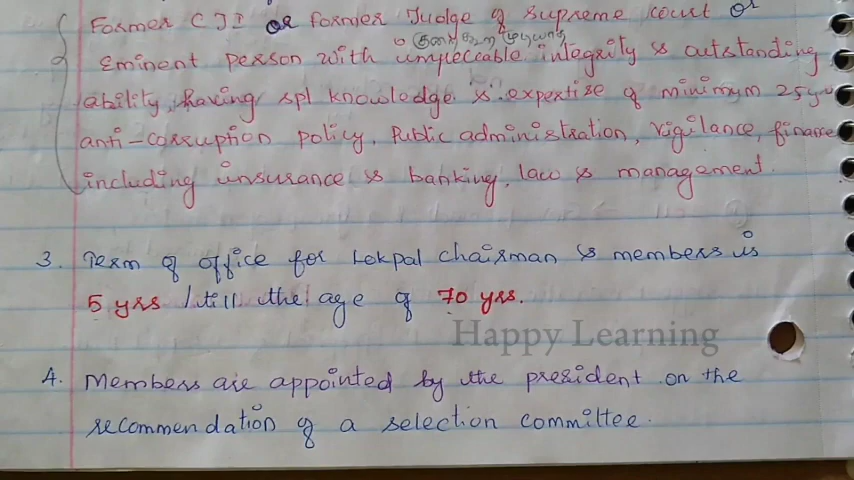 Former CJI or former Judge of supreme court or
Eminent person with impeccable integrity & outstanding
ability, having spl knowledge & expertise of minimum 25 yrs
anti-corruption policy, Public administration, vigilance, finance
including insurance & banking, law & management.
3. Term of office for Lokpal chairman & members is
5 yrs / till the age of 70 yrs.
Happy Learning
4. Members are appointed by the president on the
recommendation of a selection committee.